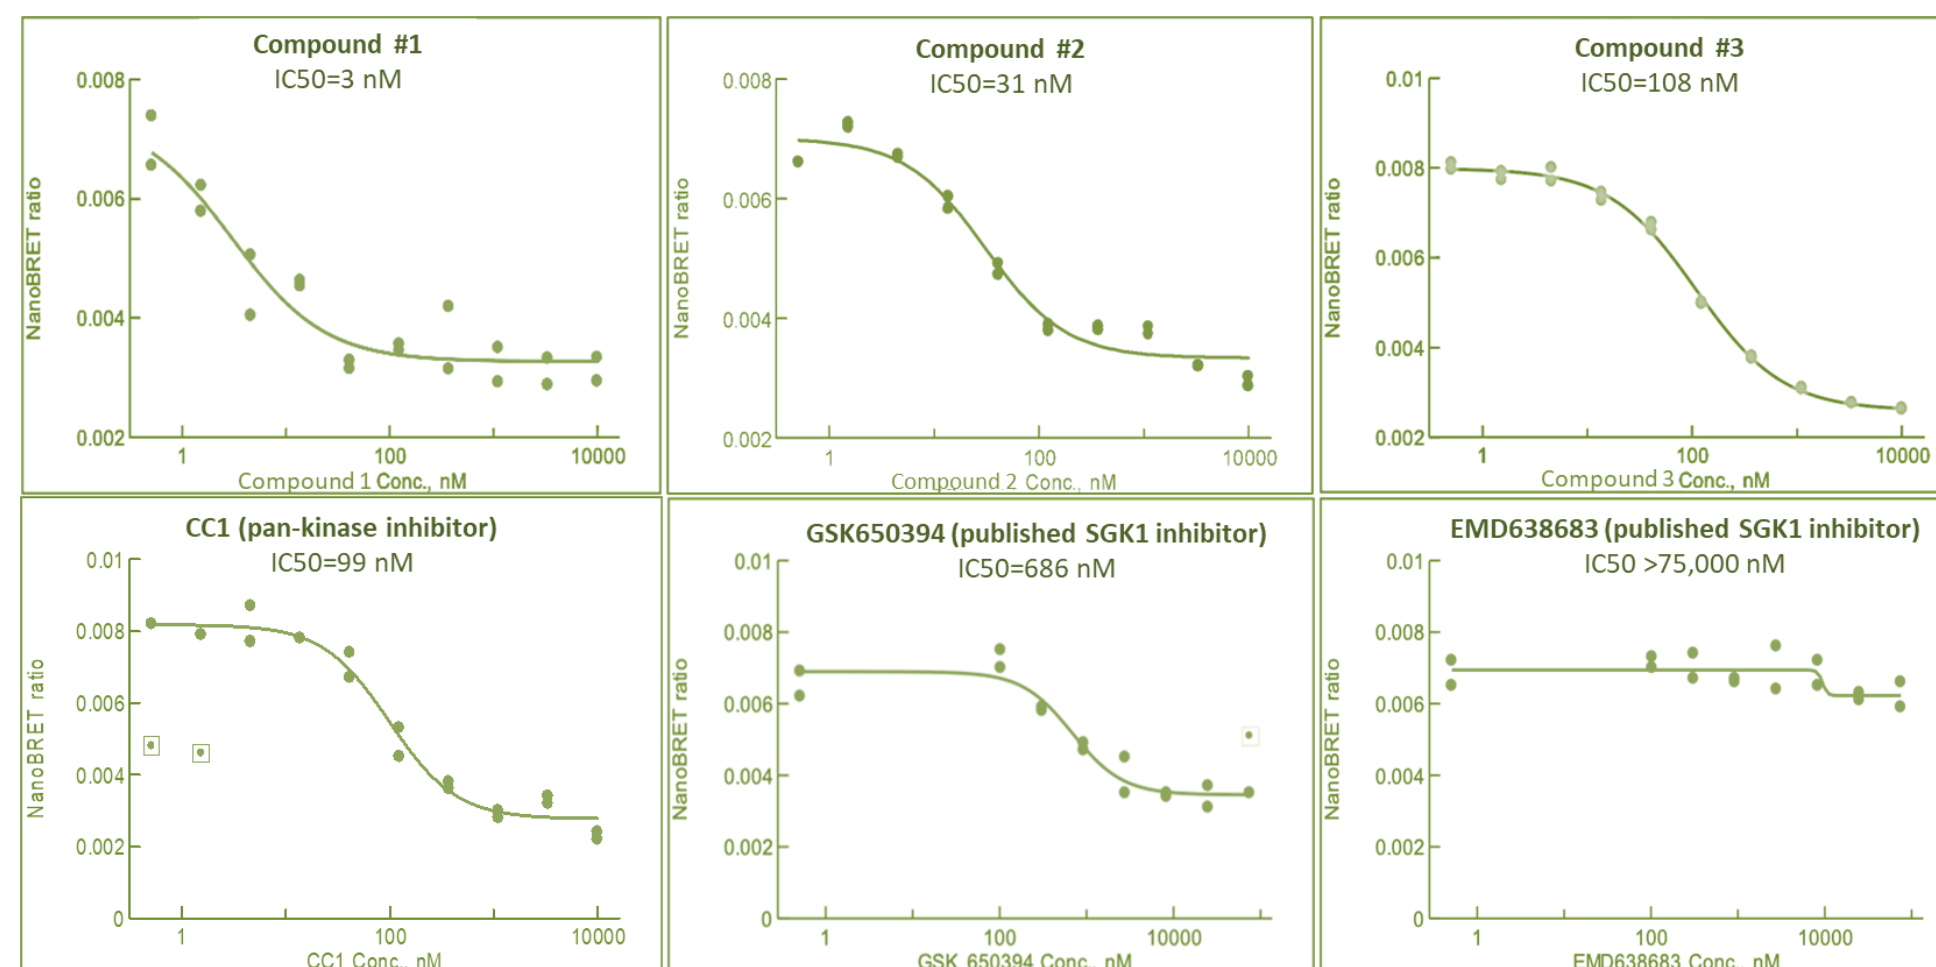 Compound #1
IC50=3 nM
0.008
0.006
0.004
0.002
NanoBRET ratio
1 100 10000
Compound 1 Conc., nM
Compound #2
IC50=31 nM
0.008
0.006
0.004
0.002
NanoBRET ratio
1 100 10000
Compound 2 Conc., nM
Compound #3
IC50=108 nM
0.01
0.008
0.006
0.004
0.002
NanoBRET ratio
1 100 10000
Compound 3 Conc., nM
CC1 (pan-kinase inhibitor)
IC50=99 nM
0.01
0.008
0.006
0.004
0.002
0
NanoBRET ratio
1 100 10000
CC1 Conc., nM
GSK650394 (published SGK1 inhibitor)
IC50=686 nM
0.01
0.008
0.006
0.004
0.002
0
NanoBRET ratio
1 100 10000
GSK 650394 Conc., nM
EMD638683 (published SGK1 inhibitor)
IC50 >75,000 nM
0.01
0.008
0.006
0.004
0.002
0
NanoBRET ratio
1 100 10000
EMD638683 Conc., nM